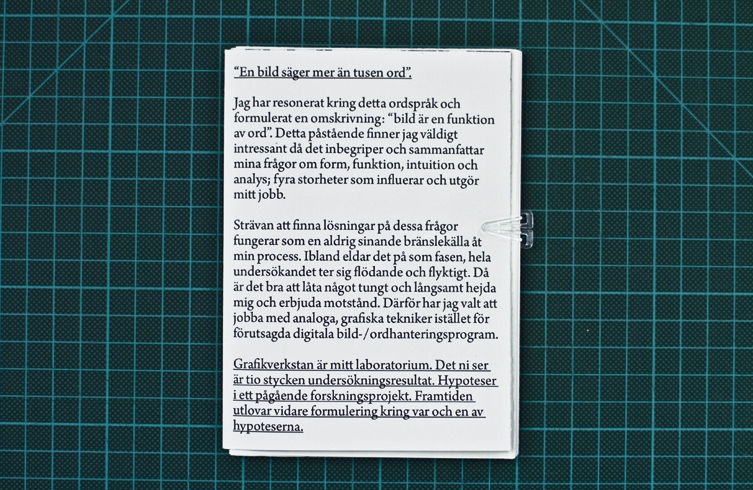 “En bild säger mer än tusen ord”.
Jag har resonerat kring detta ordspråk och
formulerat en omskrivning: “bild är en funktion
av ord”. Detta påstående finner jag väldigt
intressant då det inbegriper och sammanfattar
mina frågor om form, funktion, intuition och
analys; fyra storheter som influerar och utgör
mitt jobb.
Strävan att finna lösningar på dessa frågor
fungerar som en aldrig sinande bränslekälla åt
min process. Ibland eldar det på som fasen, hela
undersökandet ter sig flödande och flyktigt. Då
är det bra att låta något tungt och långsamt hejda
mig och erbjuda motstånd. Därför har jag valt att
jobba med analoga, grafiska tekniker istället för
förutsagda digitala bild-/ordhanteringsprogram.
Grafikverkstan är mitt laboratorium. Det ni ser
är tio stycken undersökningsresultat. Hypoteser
i ett pågående forskningsprojekt. Framtiden
utlovar vidare formulering kring var och en av
hypoteserna.